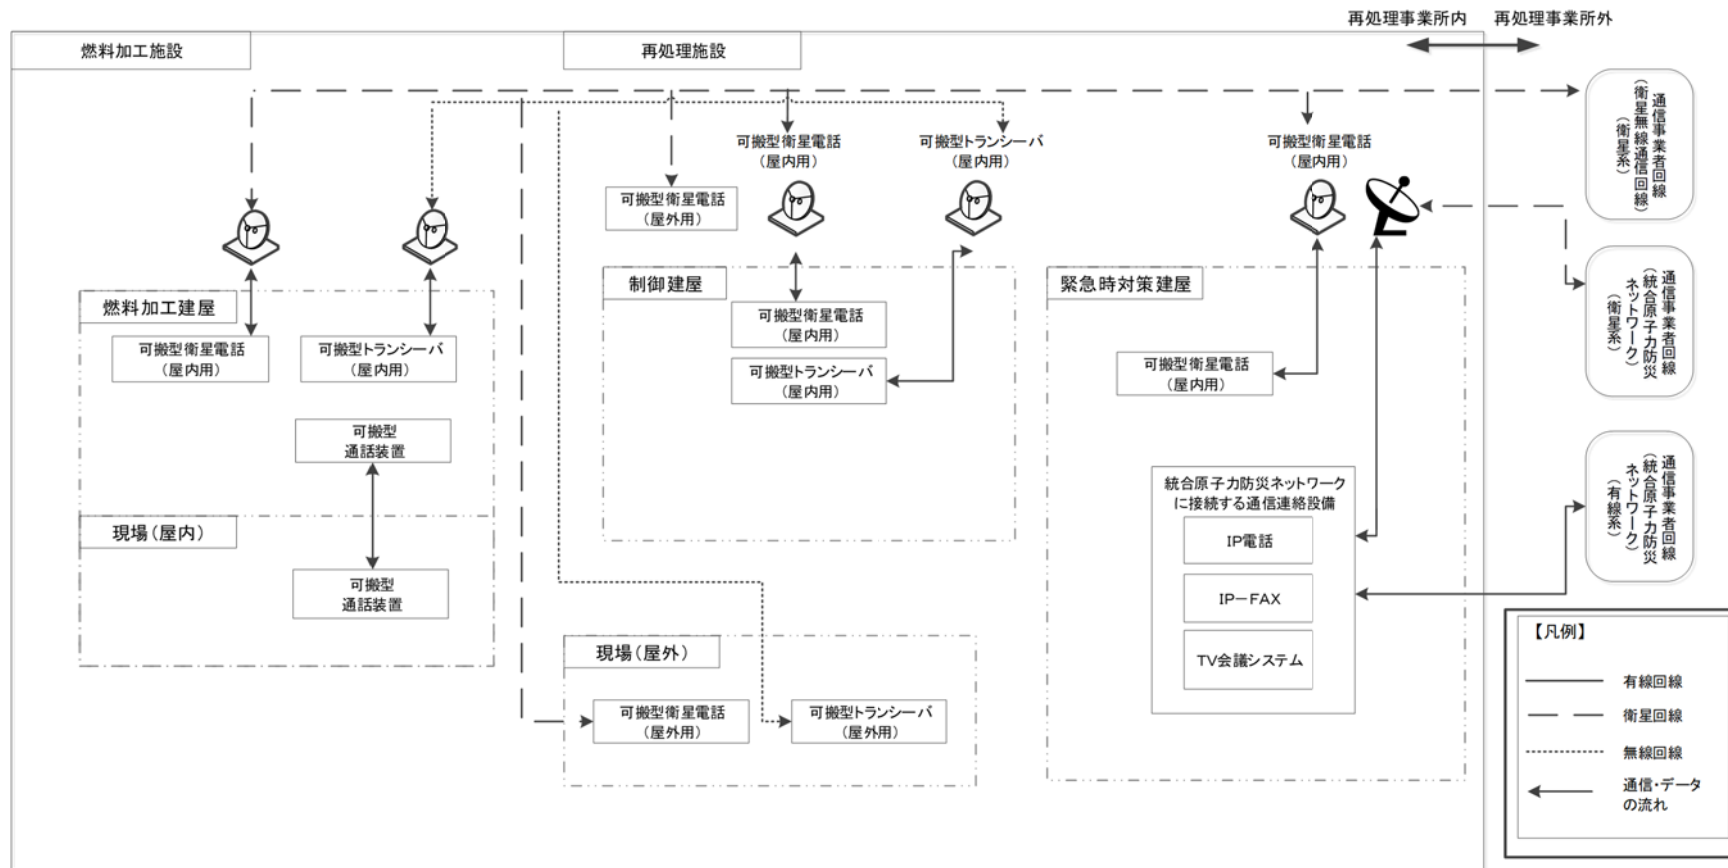 再処理事業所内
再処理事業所外
燃料加工施設
再処理施設
可搬型衛星電話
（屋内用）
可搬型トランシーバ
（屋内用）
可搬型衛星電話
（屋内用）
可搬型衛星電話
（屋外用）
通信事業者回線
（衛星無線通信回線）
（衛星系）
燃料加工建屋
可搬型衛星電話
（屋内用）
可搬型トランシーバ
（屋内用）
可搬型
通話装置
現場（屋内）
可搬型
通話装置
制御建屋
可搬型衛星電話
（屋内用）
可搬型トランシーバ
（屋内用）
緊急時対策建屋
可搬型衛星電話
（屋内用）
統合原子力防災ネットワーク
に接続する通信連絡設備
IP電話
IP－FAX
TV会議システム
通信事業者回線
（統合原子力防災
ネットワーク）
（衛星系）
通信事業者回線
（統合原子力防災
ネットワーク）
（有線系）
現場（屋外）
可搬型衛星電話
（屋外用）
可搬型トランシーバ
（屋外用）
【凡例】
有線回線
衛星回線
無線回線
通信・データ
の流れ